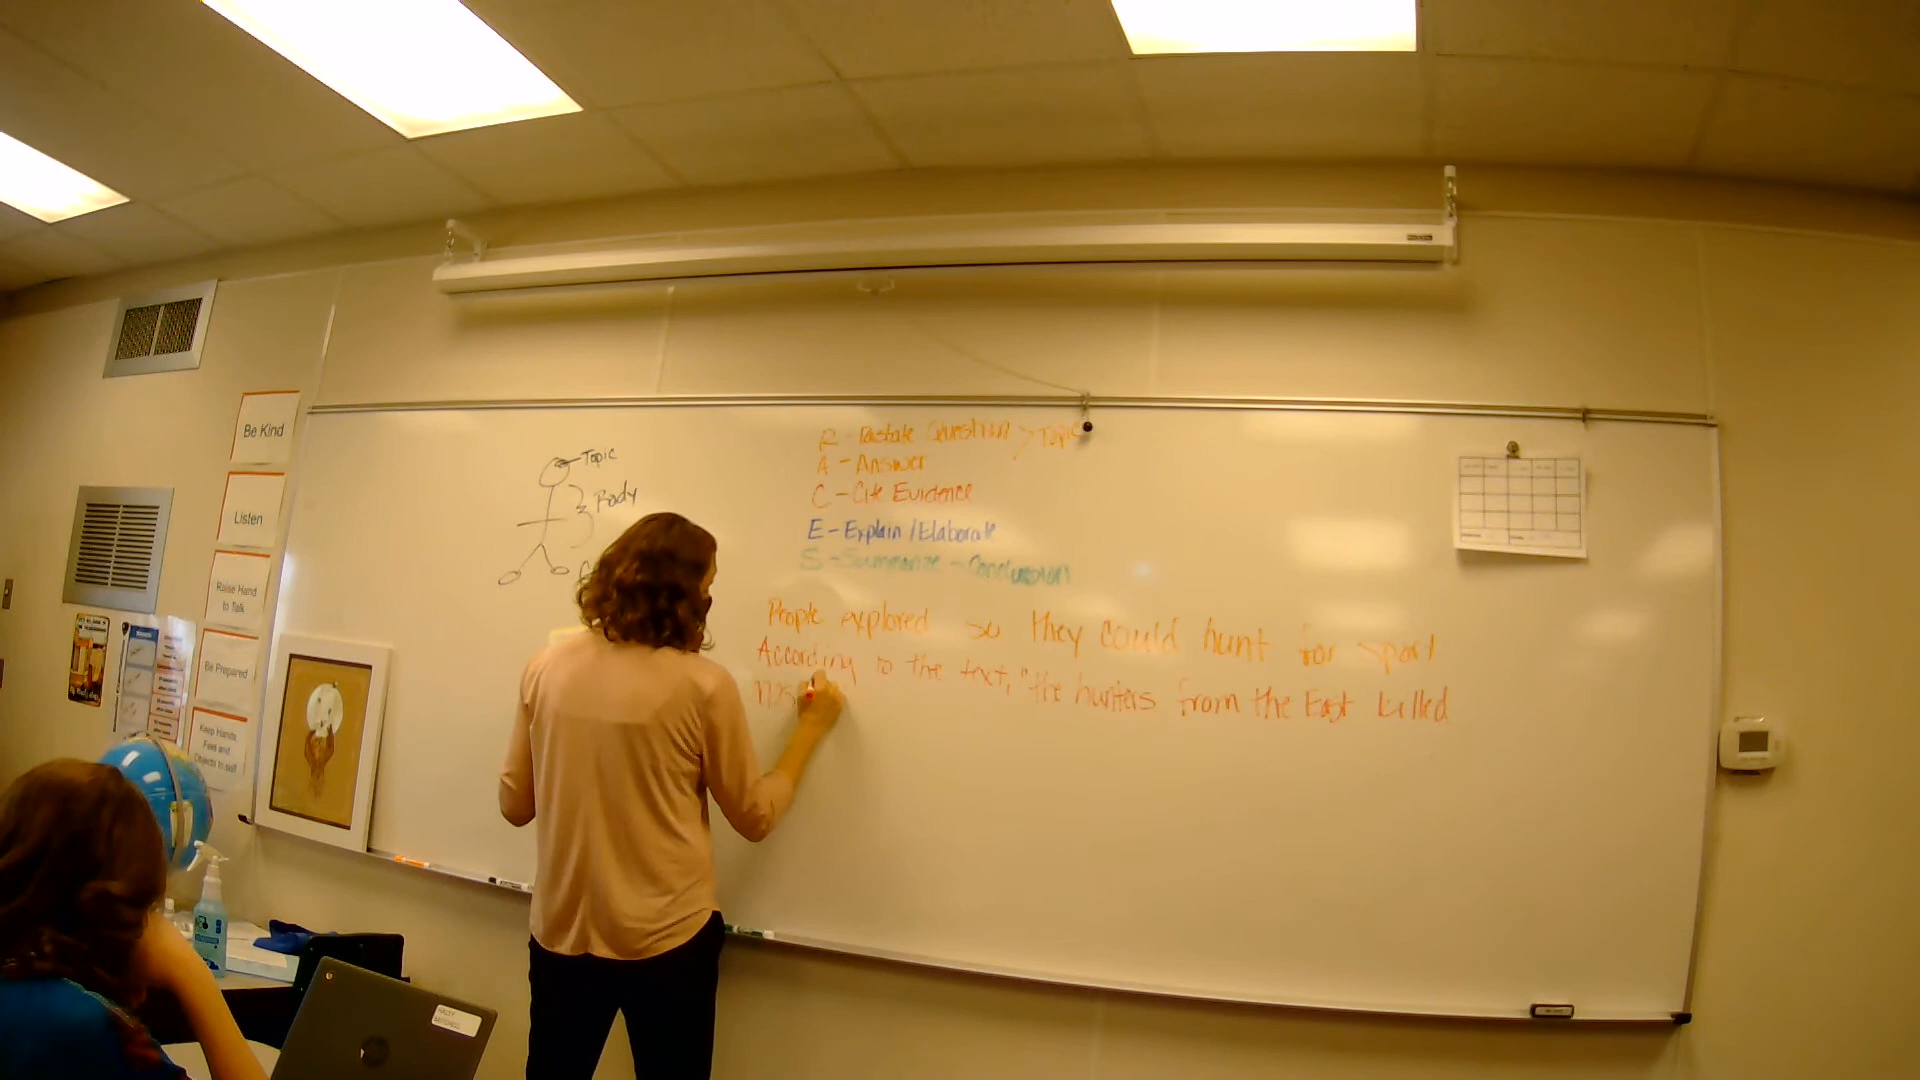 Be Kind
Listen
Raise Hand
to Talk
Be Prepared
Keep Hands,
Feet and
Objects to self
Topic
Body
R - Restate Question > Topic
A - Answer
C - Cite Evidence
E - Explain / Elaborate
S - Summarize - Conclusion
People explored so they could hunt for sport
According to the text, "the hunters from the East killed